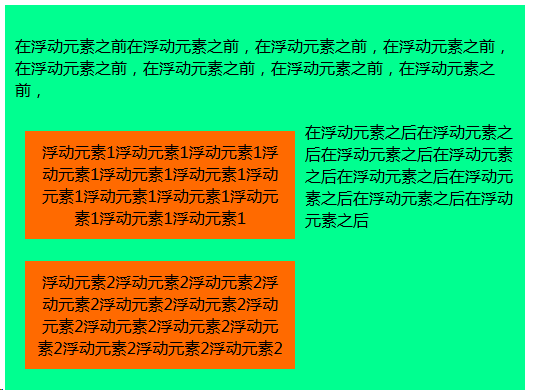 在浮动元素之前在浮动元素之前，在浮动元素之前，在浮动元素之前，
在浮动元素之前，在浮动元素之前，在浮动元素之前，在浮动元素之
前，
浮动元素1浮动元素1浮动元素1浮
动元素1浮动元素1浮动元素1浮动
元素1浮动元素1浮动元素1浮动元
素1浮动元素1浮动元素1
在浮动元素之后在浮动元素之
后在浮动元素之后在浮动元素
之后在浮动元素之后在浮动元
素之后在浮动元素之后在浮动
元素之后
浮动元素2浮动元素2浮动元素2浮
动元素2浮动元素2浮动元素2浮动
元素2浮动元素2浮动元素2浮动元
素2浮动元素2浮动元素2浮动元素2